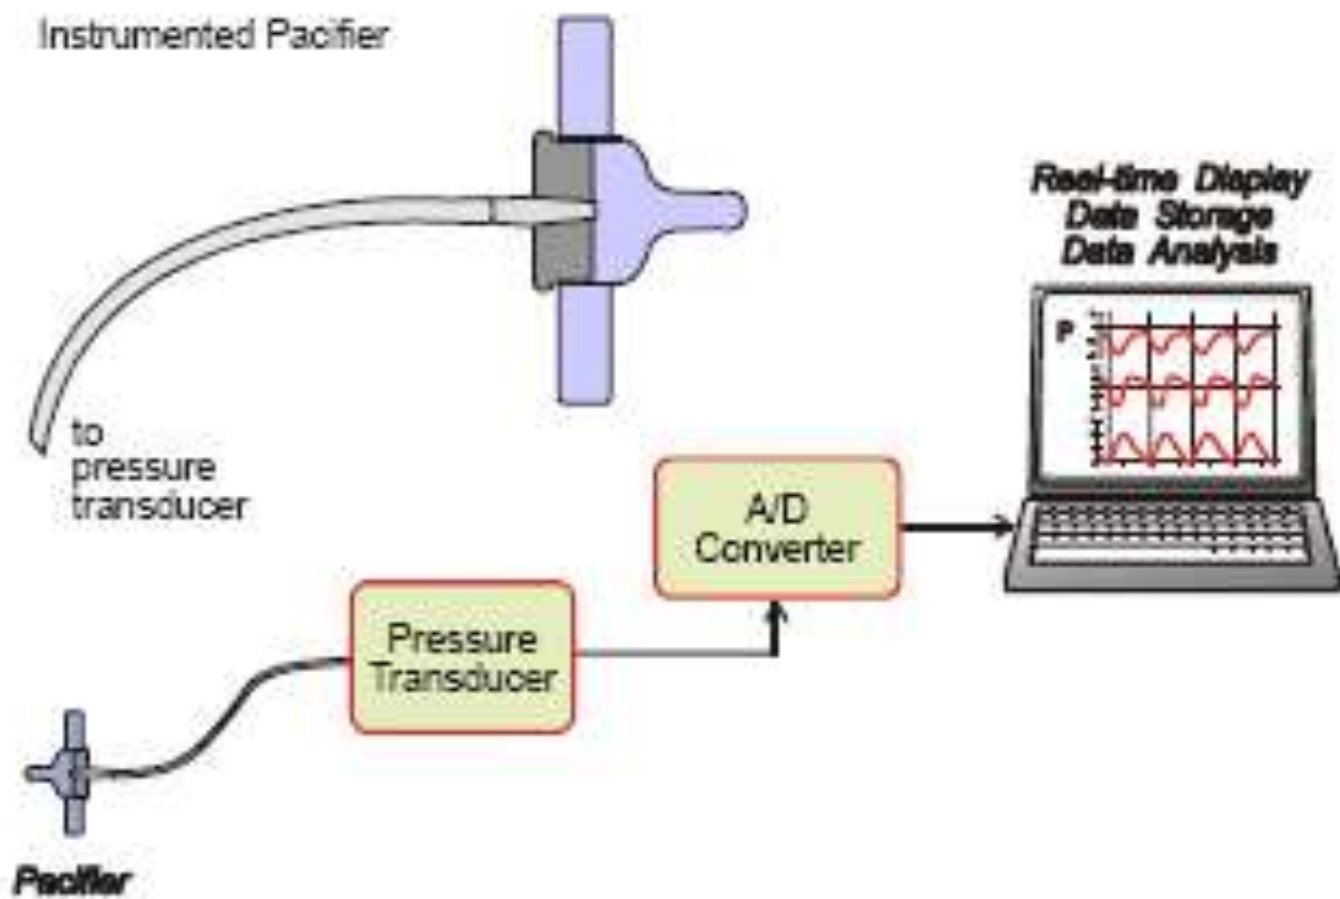 Instrumented Pacifier
to
pressure
transducer
Real-time Display
Data Storage
Data Analysis
P
A/D
Converter
Pressure
Transducer
Pacifier